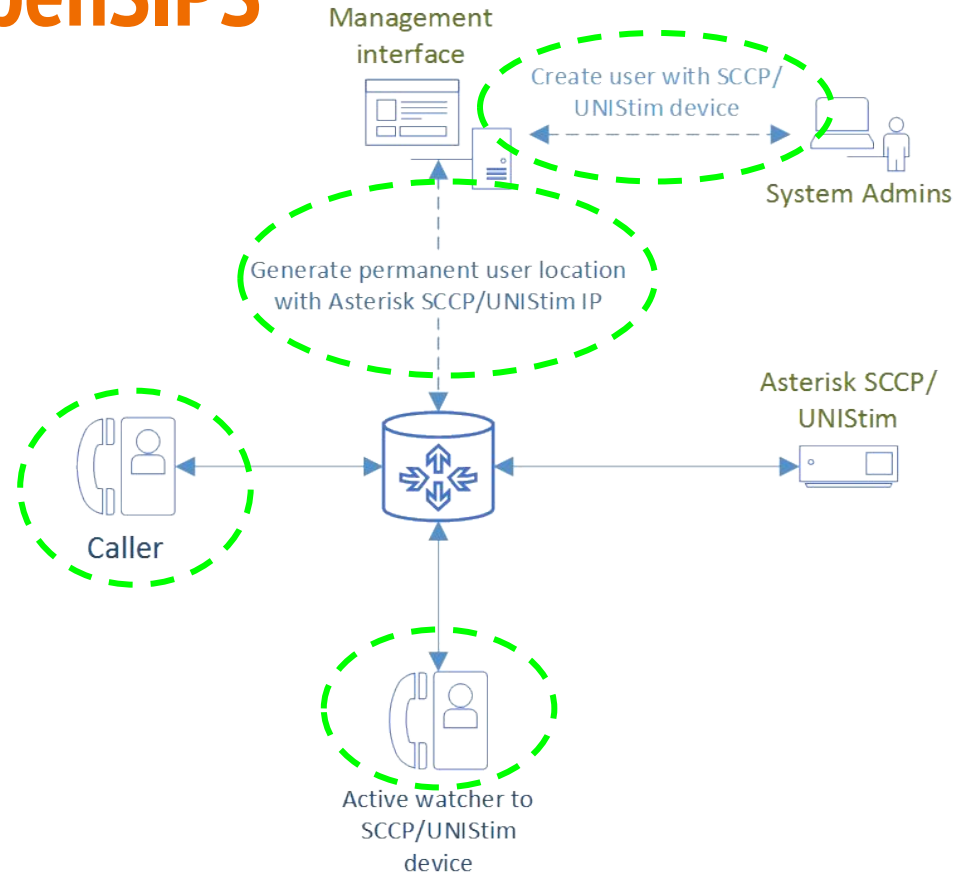 Management
interface
Create user with SCCP/
UNIStim device
System Admins
Generate permanent user location
with Asterisk SCCP/UNIStim IP
Asterisk SCCP/
UNIStim
Caller
Active watcher to
SCCP/UNIStim
device